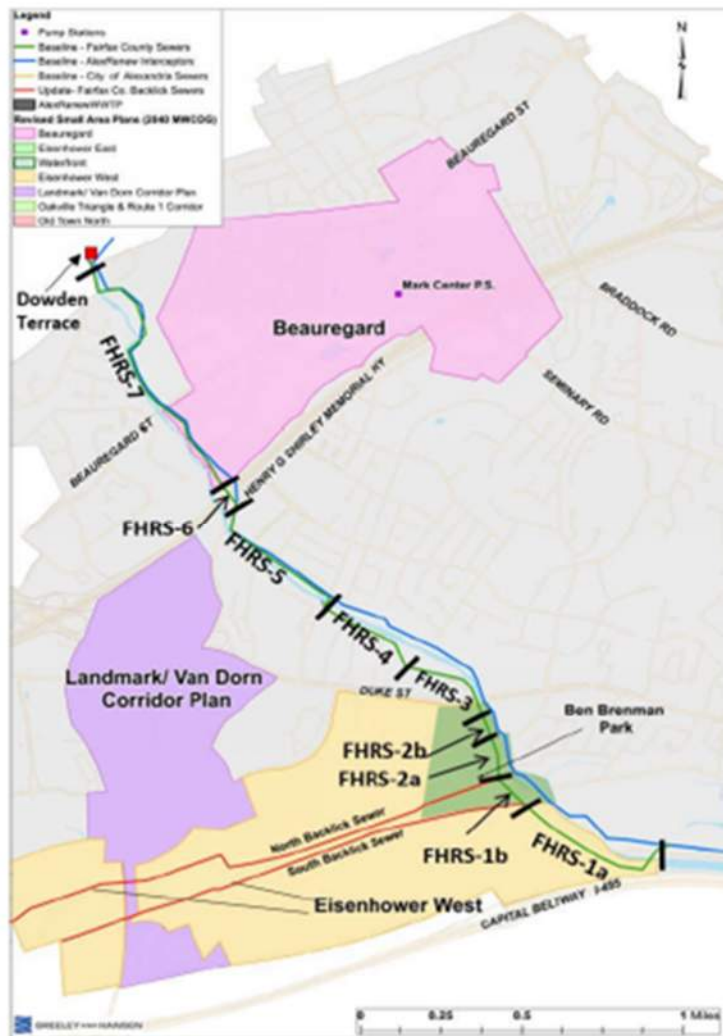 Legend
Pump Stations
Baseline - Fairfax County Sewers
Baseline - AlexRenew Interceptors
Baseline - City of Alexandria Sewers
Update- Fairfax Co. Backlick Sewers
AlexRenewWWTP
Revised Small Area Plans (2040 MWCOG)
Beauregard
Eisenhower East
Waterfront
Eisenhower West
Landmark/ Van Dorn Corridor Plan
Oakville Triangle & Route 1 Corridor
Old Town North
N
BEAUREGARD ST
Dowden
Terrace
Mark Center P.S.
BRADDOCK RD
Beauregard
FHRS-7
SEMINARY RD
HENRY G SHIRLEY MEMORIAL HY
BEAUREGARD ST
FHRS-6
FHRS-5
FHRS-4
Landmark/ Van Dorn
Corridor Plan
DUKE ST
FHRS-3
Ben Brenman
Park
FHRS-2b
FHRS-2a
North Backlick Sewer
South Backlick Sewer
FHRS-1b
FHRS-1a
Eisenhower West
CAPITAL BELTWAY I-495
GREELEY AND HANSEN
0 0.25 0.5 1 Miles